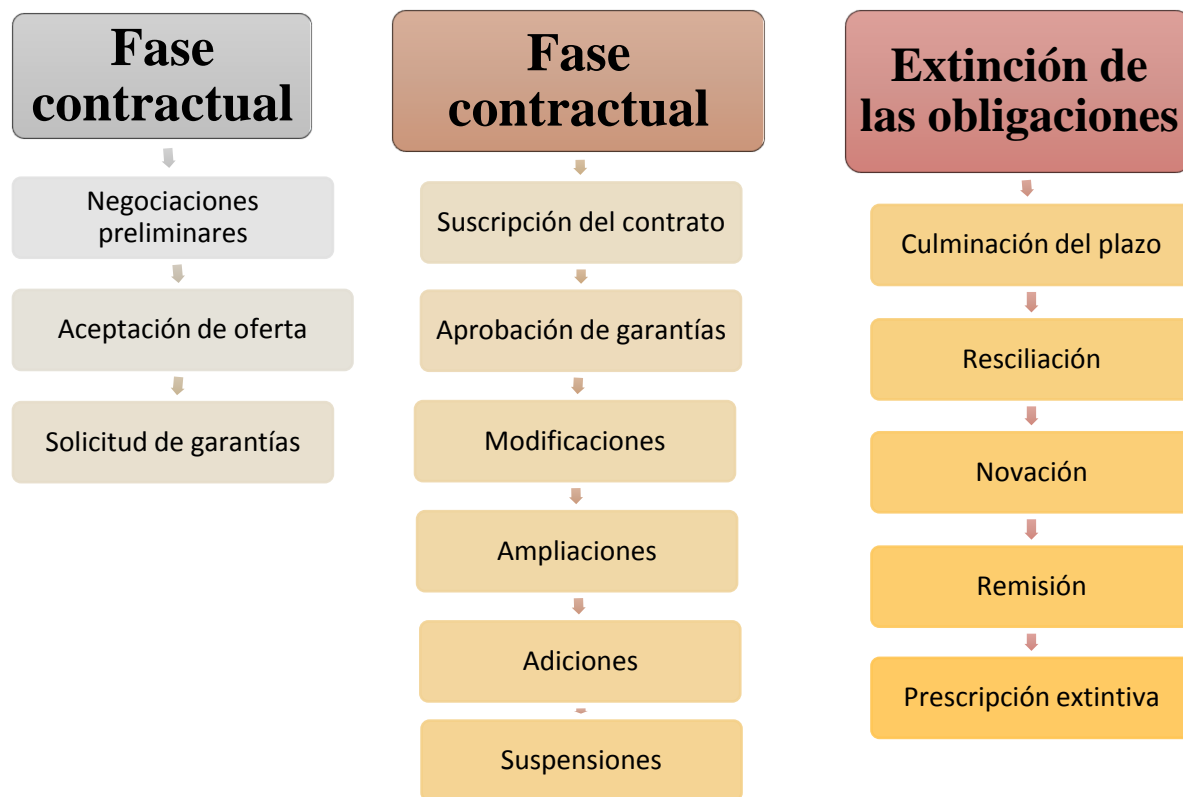 Fase
contractual
Negociaciones
preliminares
Aceptación de oferta
Solicitud de garantías
Fase
contractual
Suscripción del contrato
Aprobación de garantías
Modificaciones
Ampliaciones
Adiciones
Suspensiones
Extinción de
las obligaciones
Culminación del plazo
Resciliación
Novación
Remisión
Prescripción extintiva